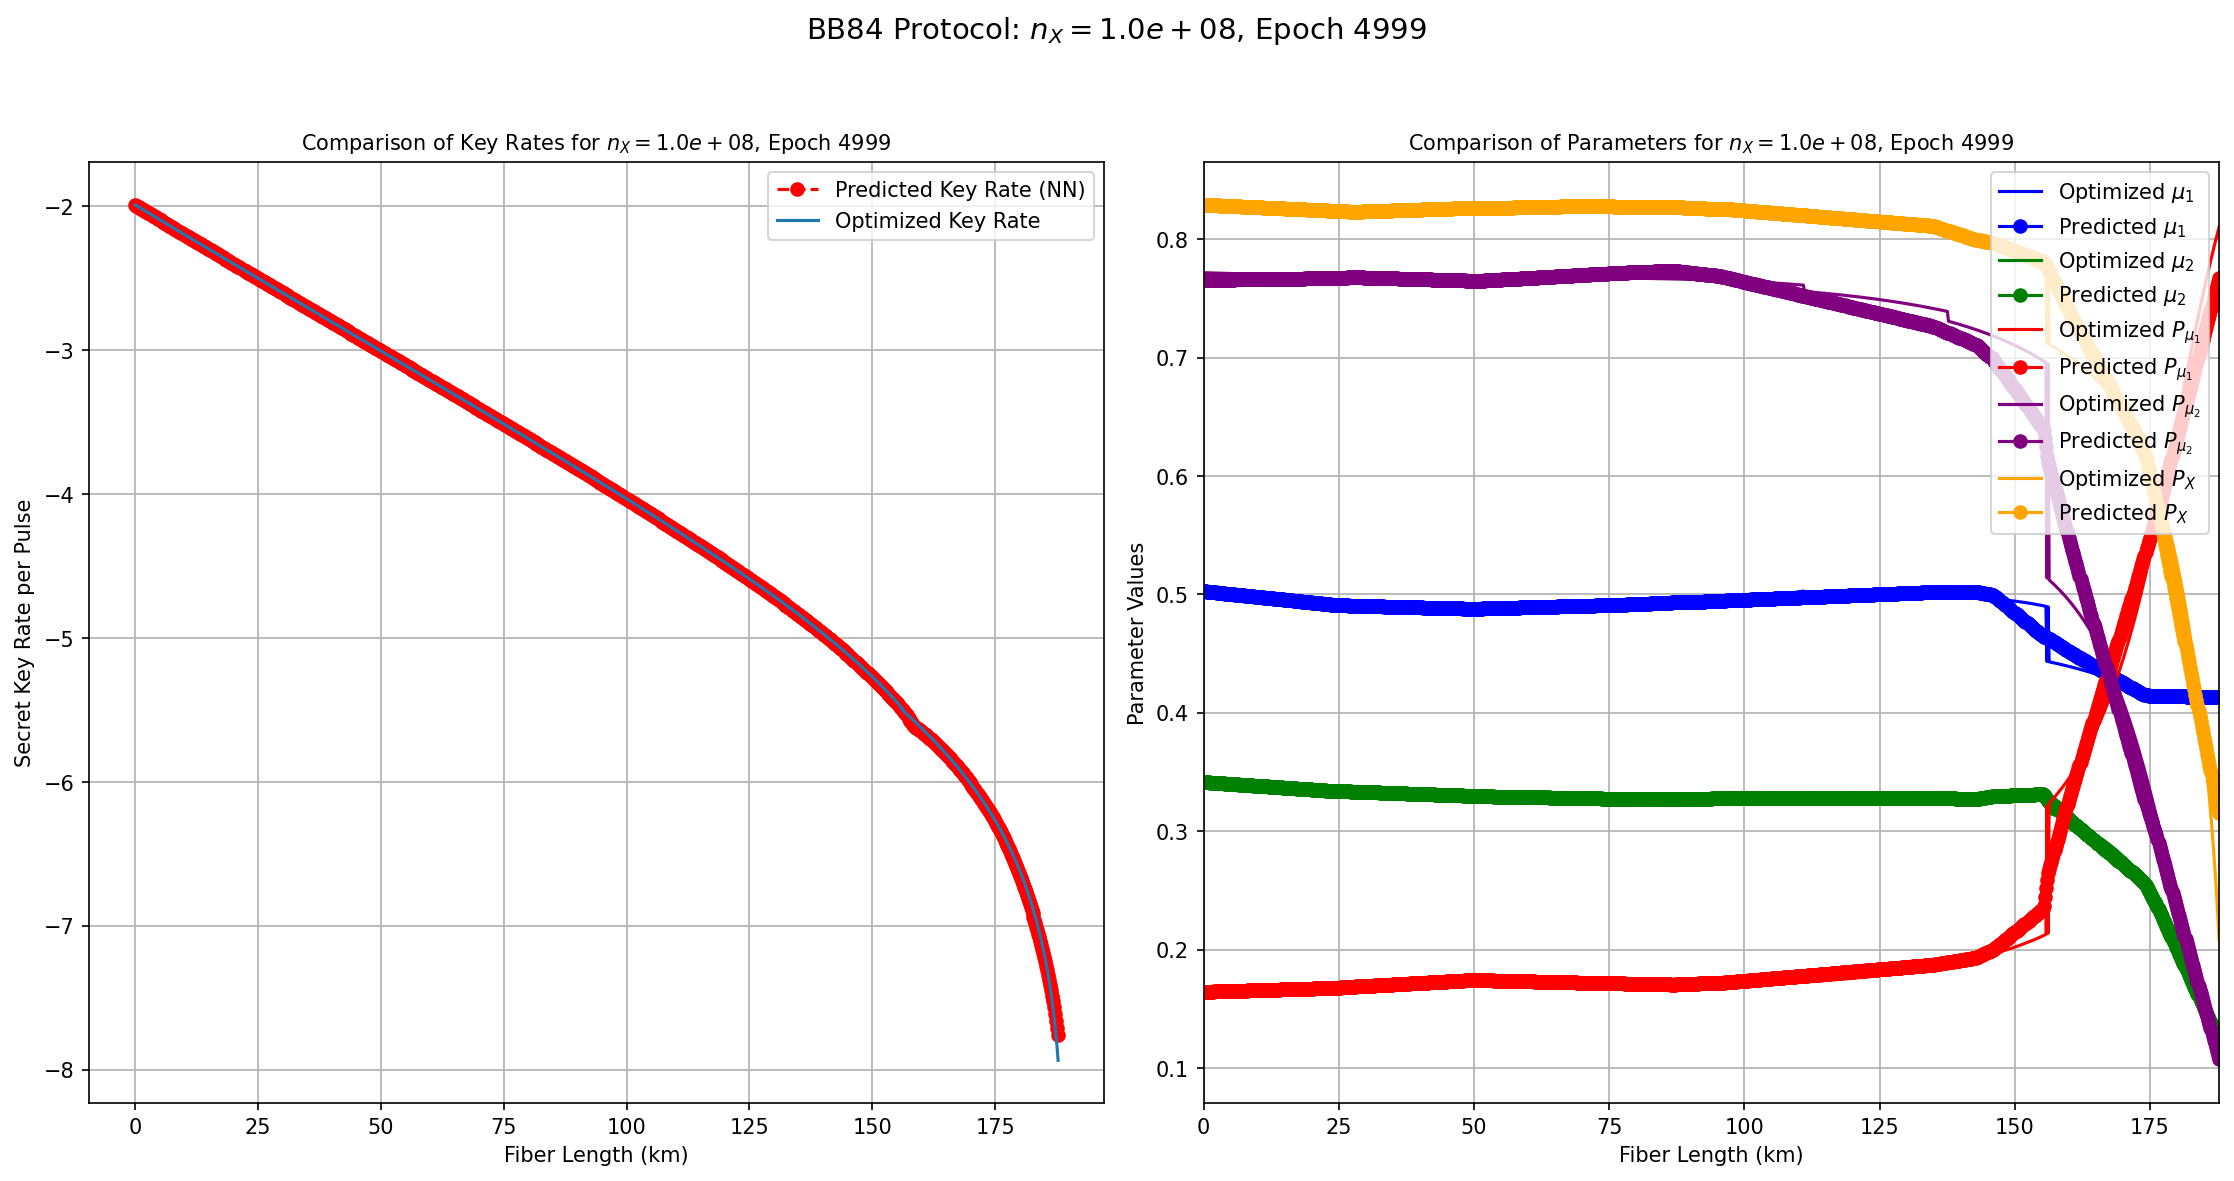 BB84 Protocol: $n_X = 1.0e + 08$, Epoch 4999
Comparison of Key Rates for $n_X = 1.0e + 08$, Epoch 4999
Predicted Key Rate (NN)
Optimized Key Rate
Secret Key Rate per Pulse
−2
−3
−4
−5
−6
−7
−8
0 25 50 75 100 125 150 175
Fiber Length (km)
Comparison of Parameters for $n_X = 1.0e + 08$, Epoch 4999
Optimized $\mu_1$
Predicted $\mu_1$
Optimized $\mu_2$
Predicted $\mu_2$
Optimized $P_{\mu_1}$
Predicted $P_{\mu_1}$
Optimized $P_{\mu_2}$
Predicted $P_{\mu_2}$
Optimized $P_X$
Predicted $P_X$
Parameter Values
0.8
0.7
0.6
0.5
0.4
0.3
0.2
0.1
0 25 50 75 100 125 150 175
Fiber Length (km)